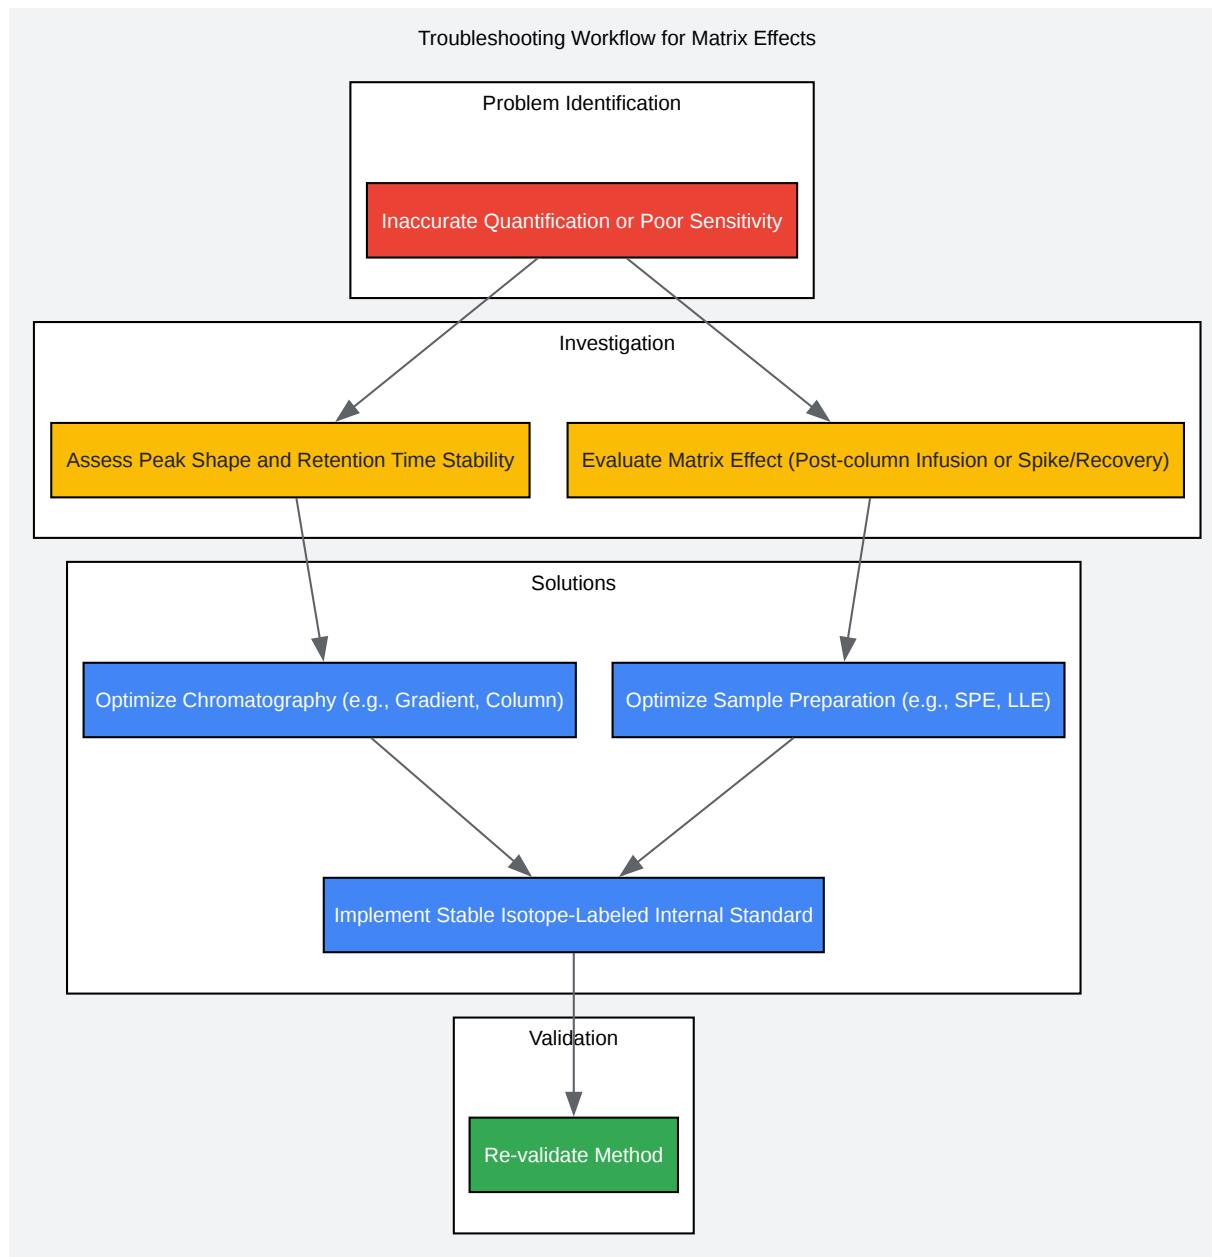 Troubleshooting Workflow for Matrix Effects
Problem Identification
Inaccurate Quantification or Poor Sensitivity
Investigation
Assess Peak Shape and Retention Time Stability
Evaluate Matrix Effect (Post-column Infusion or Spike/Recovery)
Solutions
Optimize Chromatography (e.g., Gradient, Column)
Optimize Sample Preparation (e.g., SPE, LLE)
Implement Stable Isotope-Labeled Internal Standard
Validation
Re-validate Method